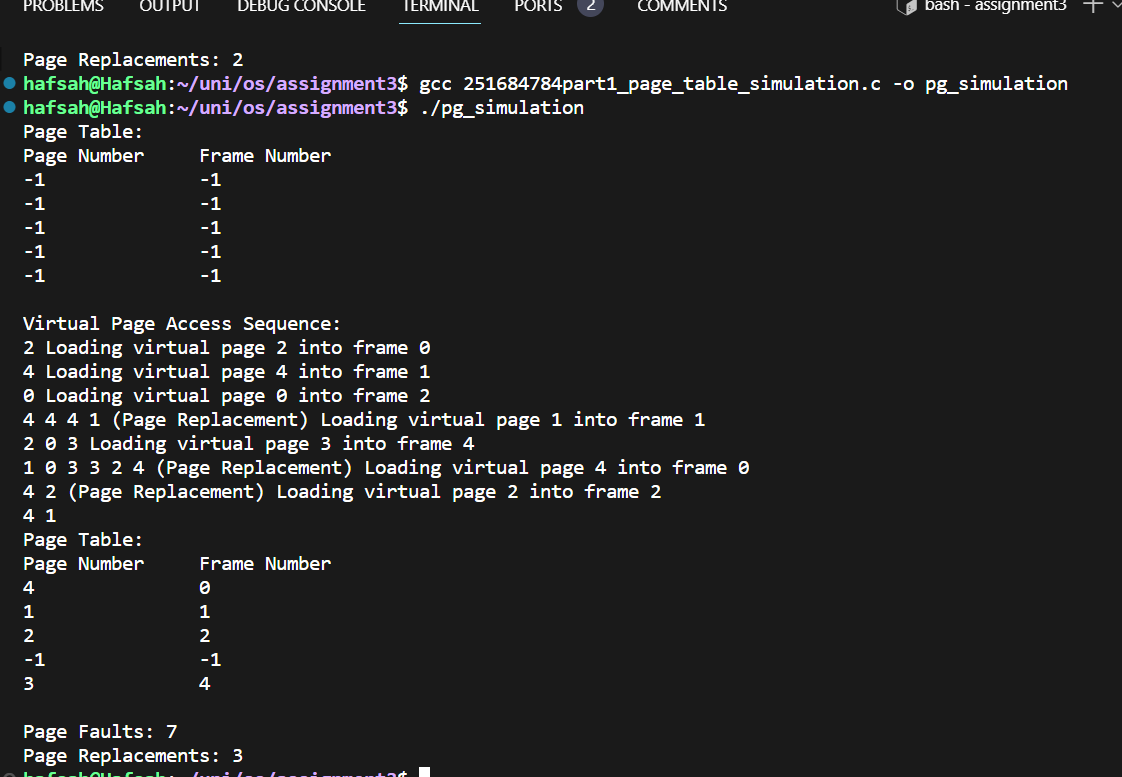 PROBLEMS OUTPUT DEBUG CONSOLE TERMINAL PORTS 2 COMMENTS bash - assignment3
Page Replacements: 2
hafsah@Hafsah:~/uni/os/assignment3$ gcc 251684784part1_page_table_simulation.c -o pg_simulation
hafsah@Hafsah:~/uni/os/assignment3$ ./pg_simulation
Page Table:
Page Number Frame Number
-1 -1
-1 -1
-1 -1
-1 -1
-1 -1
Virtual Page Access Sequence:
2 Loading virtual page 2 into frame 0
4 Loading virtual page 4 into frame 1
0 Loading virtual page 0 into frame 2
4 4 4 1 (Page Replacement) Loading virtual page 1 into frame 1
2 0 3 Loading virtual page 3 into frame 4
1 0 3 3 2 4 (Page Replacement) Loading virtual page 4 into frame 0
4 2 (Page Replacement) Loading virtual page 2 into frame 2
4 1
Page Table:
Page Number Frame Number
4 0
1 1
2 2
-1 -1
3 4
Page Faults: 7
Page Replacements: 3
hafsah@Hafsah:~/uni/os/assignment3$